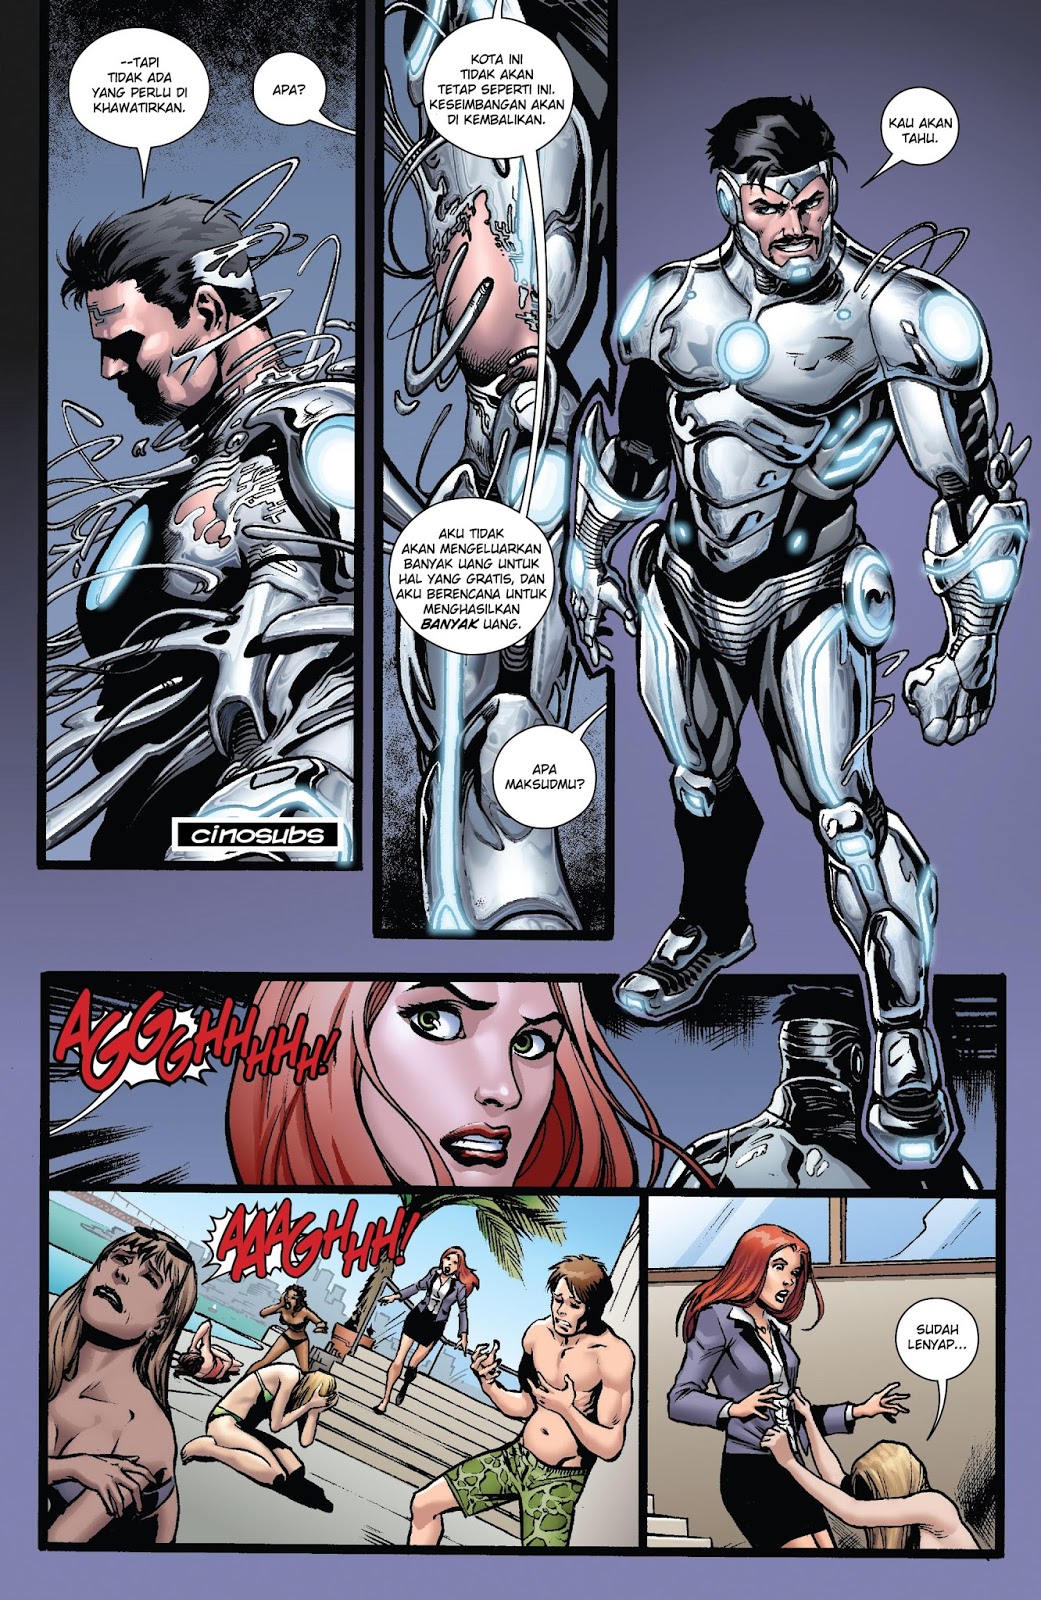 --TAPI
TIDAK ADA
YANG PERLU DI
KHAWATIRKAN.
APA?
KOTA INI
TIDAK AKAN
TETAP SEPERTI INI.
KESEIMBANGAN AKAN
DI KEMBALIKAN.
KAU AKAN
TAHU.
AKU TIDAK
AKAN MENGELUARKAN
BANYAK UANG UNTUK
HAL YANG GRATIS, DAN
AKU BERENCANA UNTUK
MENGHASILKAN
BANYAK UANG.
APA
MAKSUDMU?
cinosubs
AGGGHHHHH!
AAAGHHHH!
SUDAH
LENYAP...